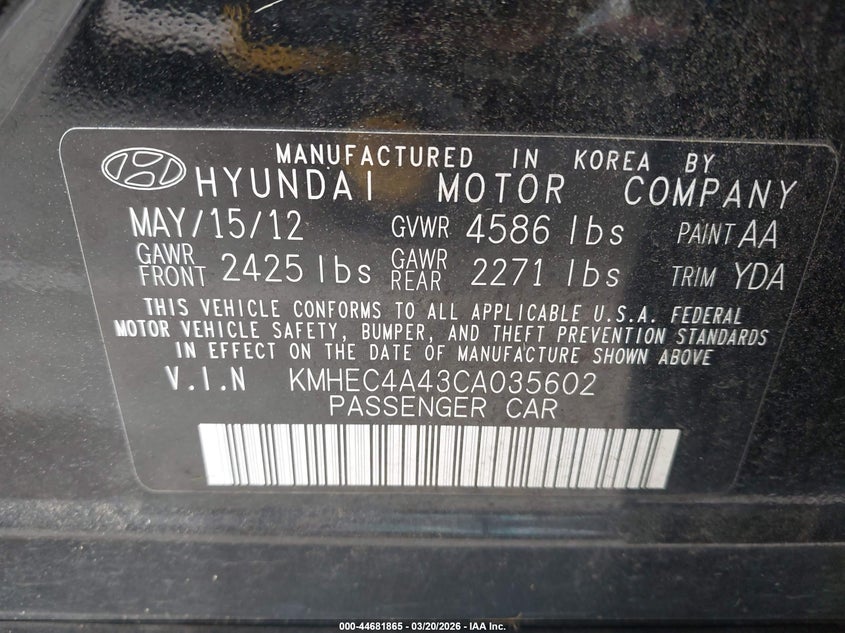 MANUFACTURED IN KOREA BY
HYUNDAI MOTOR COMPANY
MAY/15/12 GVWR 4586 lbs PAINT AA
GAWR FRONT 2425 lbs GAWR REAR 2271 lbs TRIM YDA
THIS VEHICLE CONFORMS TO ALL APPLICABLE U.S.A. FEDERAL
MOTOR VEHICLE SAFETY, BUMPER, AND THEFT PREVENTION STANDARDS
IN EFFECT ON THE DATE OF MANUFACTURE SHOWN ABOVE
V.I.N KMHEC4A43CA035602
PASSENGER CAR
000-44681865 - 03/20/2026 - IAA Inc.